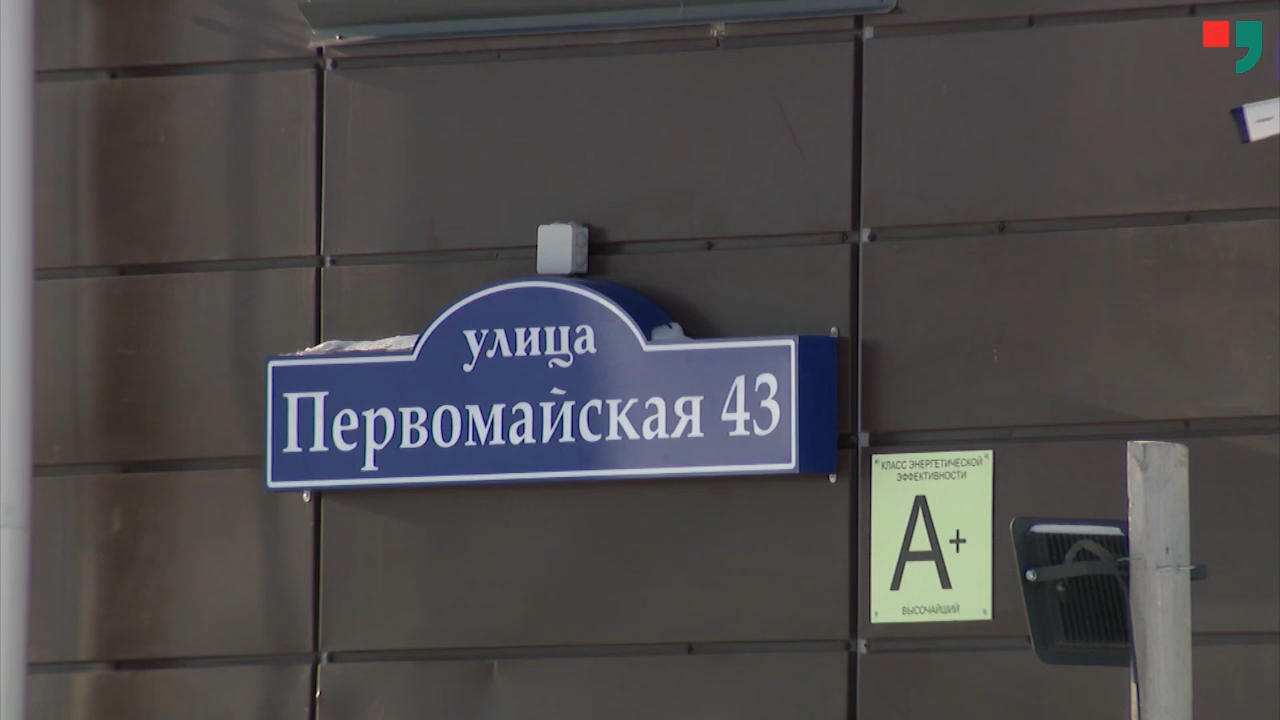 улица
Первомайская 43
КЛАСС ЭНЕРГЕТИЧЕСКОЙ
ЭФФЕКТИВНОСТИ
A+
ВЫСОЧАЙШИЙ